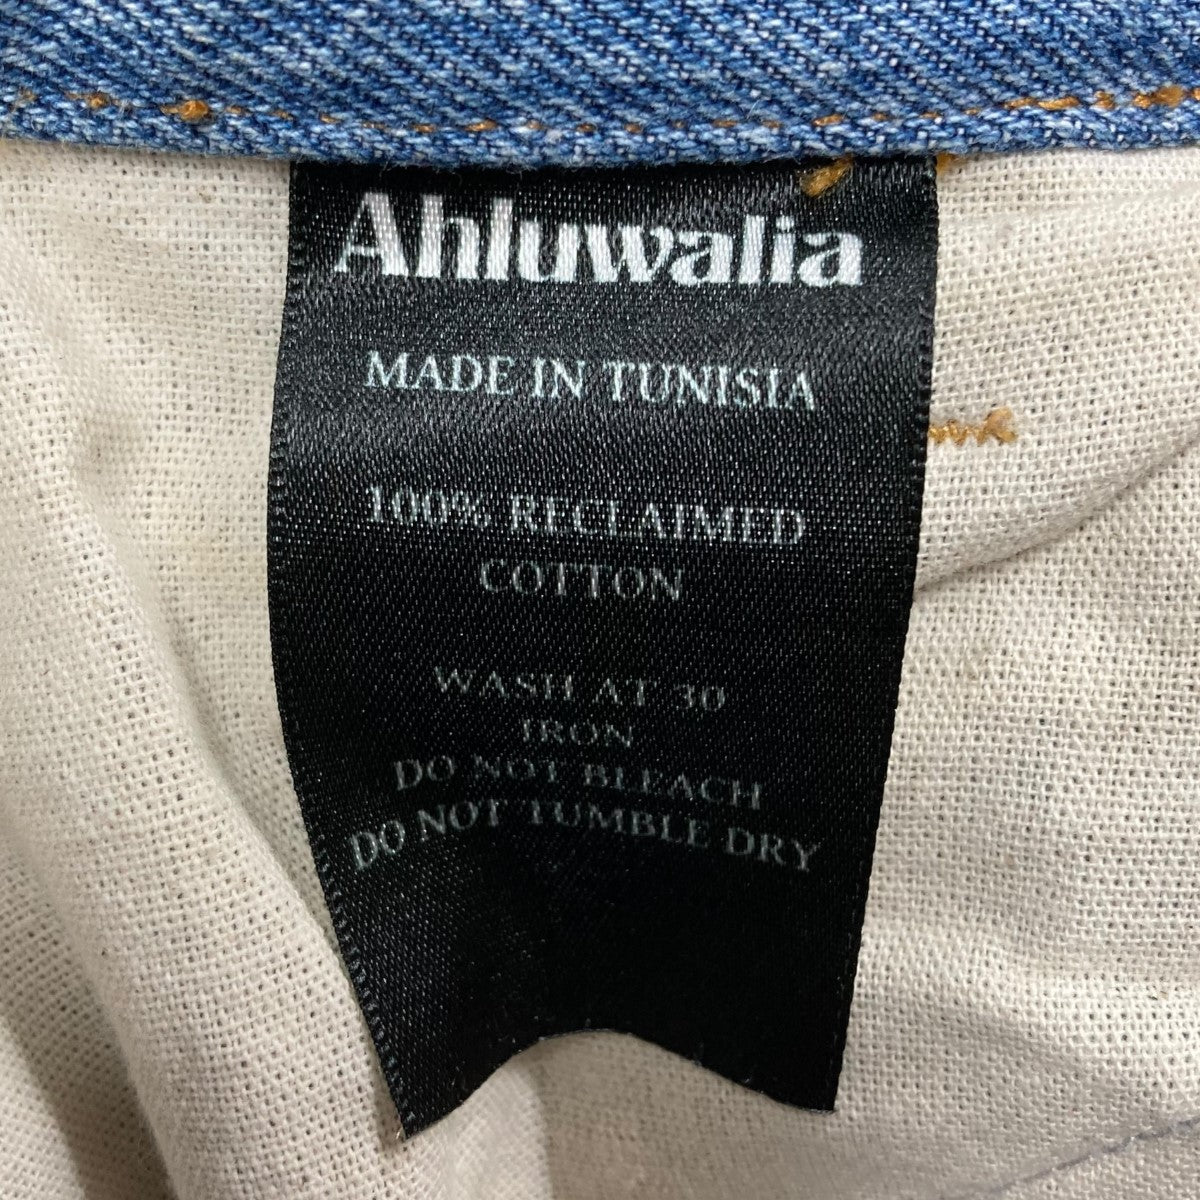 Ahluwalia
MADE IN TUNISIA
100% RECLAIMED
COTTON
WASH AT 30
IRON
DO NOT BLEACH
DO NOT TUMBLE DRY